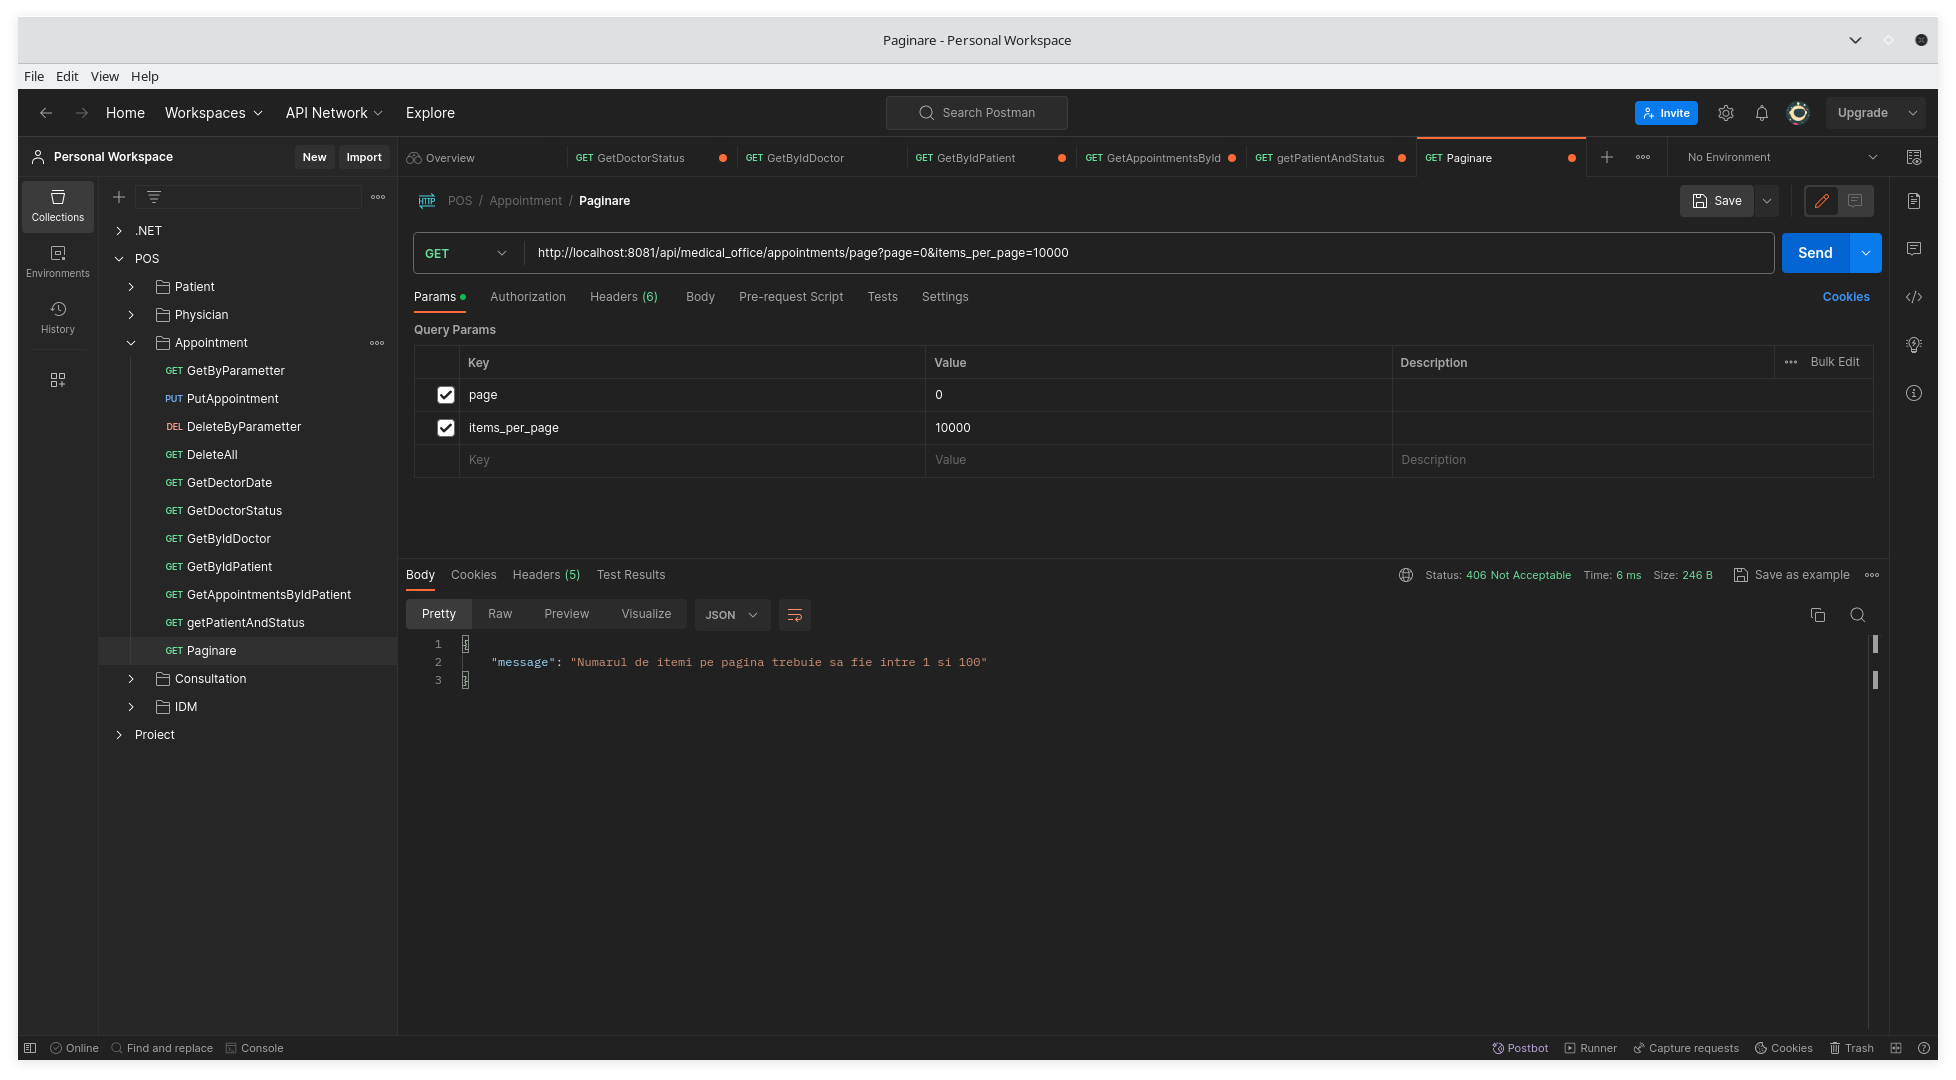 Paginare - Personal Workspace
File Edit View Help
Home Workspaces API Network Explore Search Postman Invite Upgrade
Personal Workspace New Import
Overview GET GetDoctorStatus GET GetByIdDoctor GET GetByIdPatient GET GetAppointmentsById GET getPatientAndStatus GET Paginare No Environment
Collections
Environments
History
.NET
POS
Patient
Physician
Appointment
GET GetByParametter
PUT PutAppointment
DEL DeleteByParametter
GET DeleteAll
GET GetDectorDate
GET GetDoctorStatus
GET GetByIdDoctor
GET GetByIdPatient
GET GetAppointmentsByIdPatient
GET getPatientAndStatus
GET Paginare
Consultation
IDM
Proiect
HTTP POS / Appointment / Paginare Save
GET http://localhost:8081/api/medical_office/appointments/page?page=0&items_per_page=10000 Send
Params Authorization Headers (6) Body Pre-request Script Tests Settings Cookies
Query Params
Key Value Description Bulk Edit
page 0
items_per_page 10000
Key Value Description
Body Cookies Headers (5) Test Results Status: 406 Not Acceptable Time: 6 ms Size: 246 B Save as example
Pretty Raw Preview Visualize JSON
1 {
2 "message": "Numarul de itemi pe pagina trebuie sa fie intre 1 si 100"
3 }
Online Find and replace Console Postbot Runner Capture requests Cookies Trash